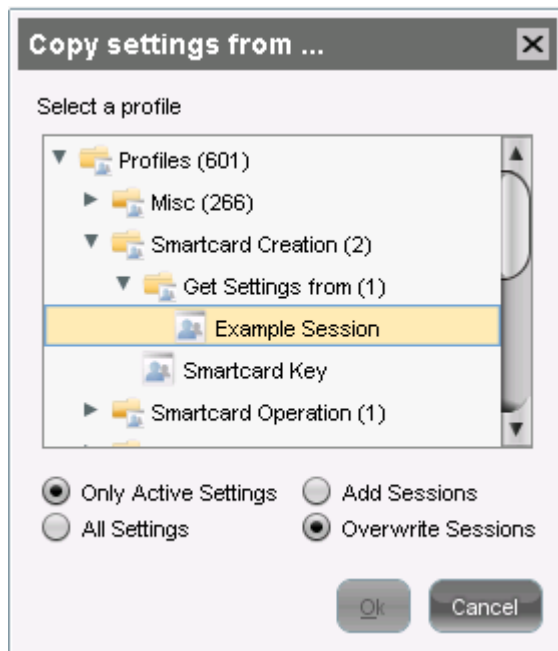 Copy settings from ...
Select a profile
Profiles (601)
Misc (266)
Smartcard Creation (2)
Get Settings from (1)
Example Session
Smartcard Key
Smartcard Operation (1)
Only Active Settings Add Sessions
All Settings Overwrite Sessions
Ok Cancel